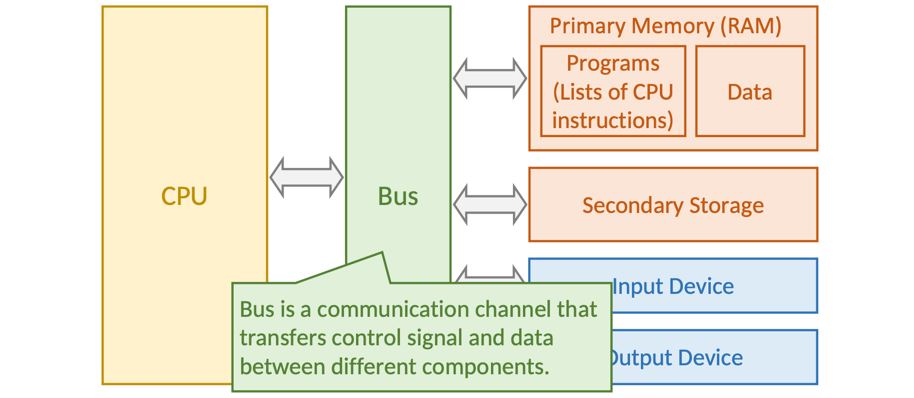 Primary Memory (RAM)
Programs
(Lists of CPU
instructions)
Data
CPU
Bus
Secondary Storage
Input Device
Output Device
Bus is a communication channel that
transfers control signal and data
between different components.